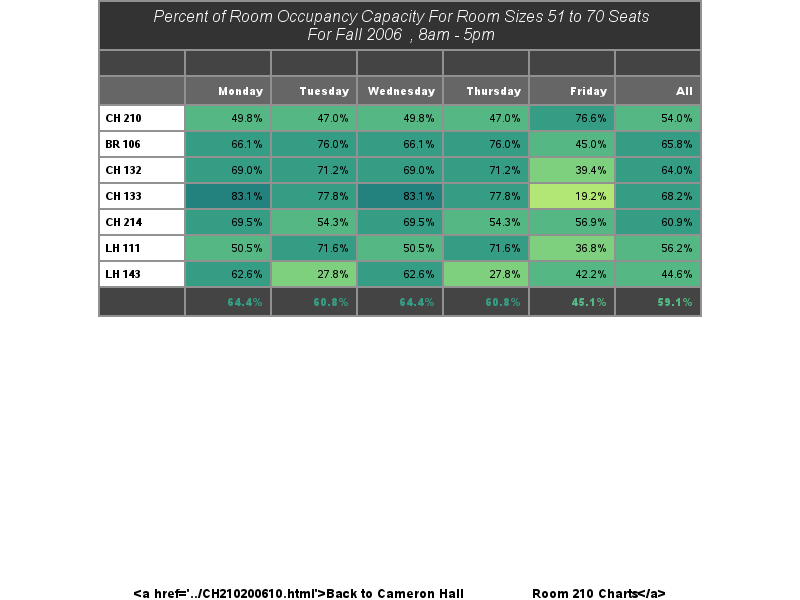 Percent of Room Occupancy Capacity For Room Sizes 51 to 70 Seats
For Fall 2006 , 8am - 5pm
Monday Tuesday Wednesday Thursday Friday All
CH 210 49.8% 47.0% 49.8% 47.0% 76.6% 54.0%
BR 106 66.1% 76.0% 66.1% 76.0% 45.0% 65.8%
CH 132 69.0% 71.2% 69.0% 71.2% 39.4% 64.0%
CH 133 83.1% 77.8% 83.1% 77.8% 19.2% 68.2%
CH 214 69.5% 54.3% 69.5% 54.3% 56.9% 60.9%
LH 111 50.5% 71.6% 50.5% 71.6% 36.8% 56.2%
LH 143 62.6% 27.8% 62.6% 27.8% 42.2% 44.6%
64.4% 60.8% 64.4% 60.8% 45.1% 59.1%
<a href='../CH210200610.html'>Back to Cameron Hall Room 210 Charts</a>